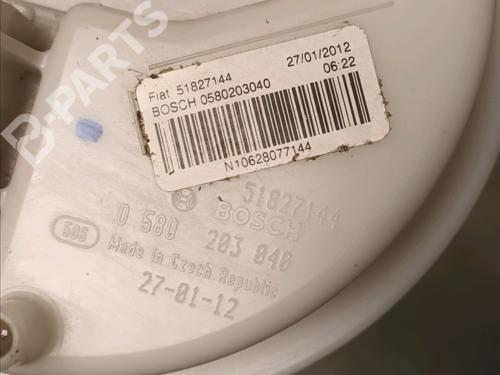 B-PARTS
Fiat 51827144
27/01/2012
BOSCH 0580203040
06:22
N10628077144
51827144
BOSCH
0 580
203 040
585
Made in Czech Republic
27-01-12